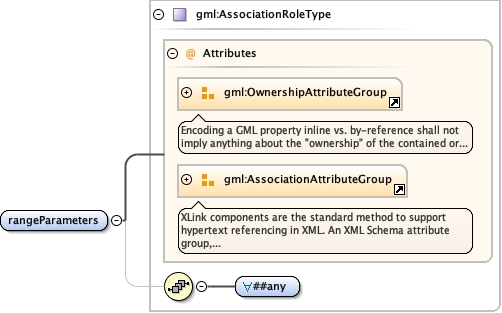 gml:AssociationRoleType
@ Attributes
gml:OwnershipAttributeGroup
Encoding a GML property inline vs. by-reference shall not
imply anything about the "ownership" of the contained or...
gml:AssociationAttributeGroup
XLink components are the standard method to support
hypertext referencing in XML. An XML Schema attribute
group,...
rangeParameters
∀##any